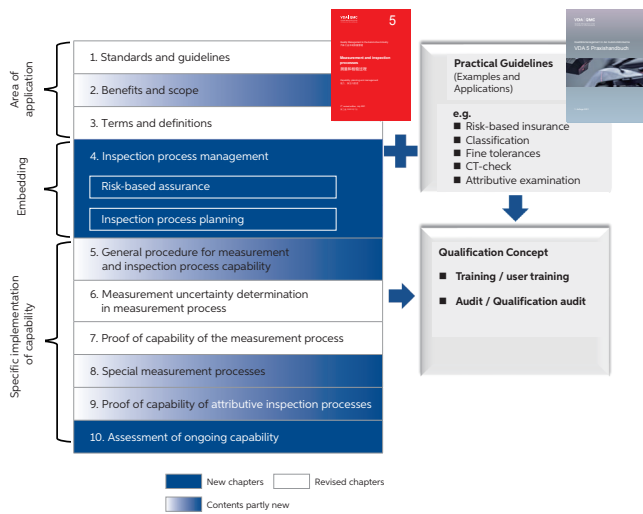 Area of
application
Embedding
Specific implementation
of capability
1. Standards and guidelines
2. Benefits and scope
3. Terms and definitions
4. Inspection process management
Risk-based assurance
Inspection process planning
5. General procedure for measurement
and inspection process capability
6. Measurement uncertainty determination
in measurement process
7. Proof of capability of the measurement process
8. Special measurement processes
9. Proof of capability of attributive inspection processes
10. Assessment of ongoing capability
New chapters
Revised chapters
Contents partly new
VDA QMC
5
Measurement and inspection
processes
Practical Guidelines
(Examples and
Applications)
e.g.
■ Risk-based insurance
■ Classification
■ Fine tolerances
■ CT-check
■ Attributive examination
VDA QMC
VDA 5 Praxishandbuch
Qualification Concept
■ Training / user training
■ Audit / Qualification audit